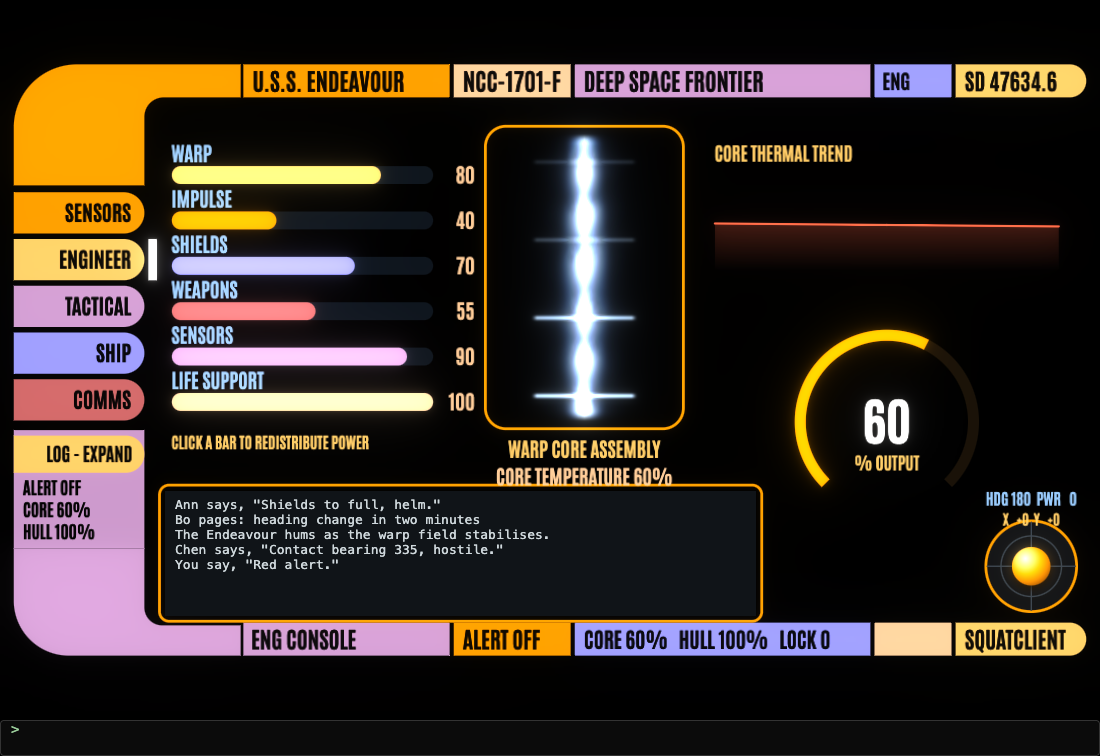 U.S.S. ENDEAVOUR
NCC-1701-F
DEEP SPACE FRONTIER
ENG
SD 47634.6
SENSORS
ENGINEER
TACTICAL
SHIP
COMMS
LOG - EXPAND
ALERT OFF
CORE 60%
HULL 100%
WARP
80
IMPULSE
40
SHIELDS
70
WEAPONS
55
SENSORS
90
LIFE SUPPORT
100
CLICK A BAR TO REDISTRIBUTE POWER
WARP CORE ASSEMBLY
CORE TEMPERATURE 60%
CORE THERMAL TREND
60
% OUTPUT
Ann says, "Shields to full, helm."
Bo pages: heading change in two minutes
The Endeavour hums as the warp field stabilises.
Chen says, "Contact bearing 335, hostile."
You say, "Red alert."
HDG 180 PWR 0
X +0 Y +0
ENG CONSOLE
ALERT OFF
CORE 60% HULL 100% LOCK 0
SQUATCLIENT
>